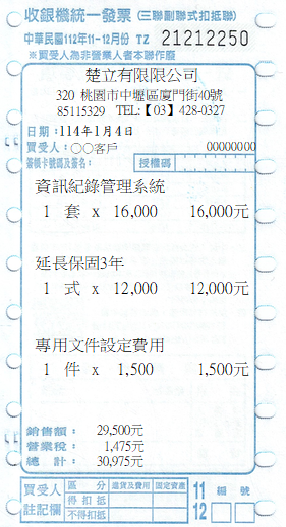 收銀機統一發票(三聯副聯式扣抵聯)
中華民國112年11-12月份 TZ 21212250
※買受人為非營業人者本聯作廢
楚立有限公司
320 桃園市中壢區廈門街40號
85115329 TEL:【03】428-0327
日期:114年1月4日
買受人:○○客戶 00000000
簽帳卡號碼及簽名: 授權碼
資訊紀錄管理系統
1 套 x 16,000 16,000元
延長保固3年
1 式 x 12,000 12,000元
專用文件設定費用
1 件 x 1,500 1,500元
銷售額: 29,500元
營業稅: 1,475元
總計: 30,975元
買受人註記欄 區分 進貨及費用 固定資產
得扣抵
不得扣抵
11
12
組號